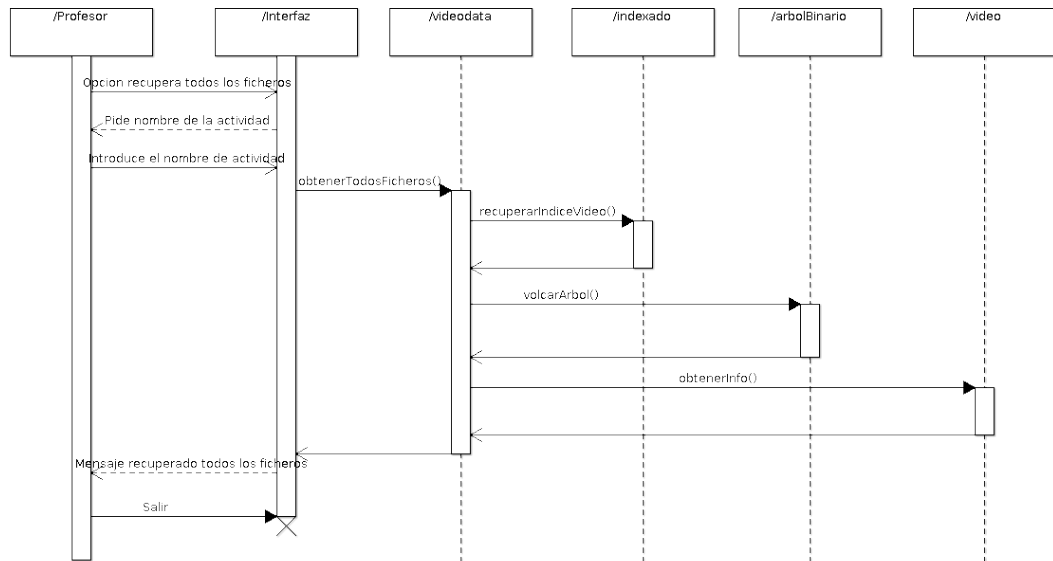 /Profesor
/Interfaz
/videodata
/indexado
/arbolBinario
/video
Opcion recupera todos los ficheros
Pide nombre de la actividad
Introduce el nombre de actividad
obtenerTodosFicheros()
recuperarIndiceVideo()
volcarArbol()
obtenerInfo()
Mensaje recuperado todos los ficheros
Salir